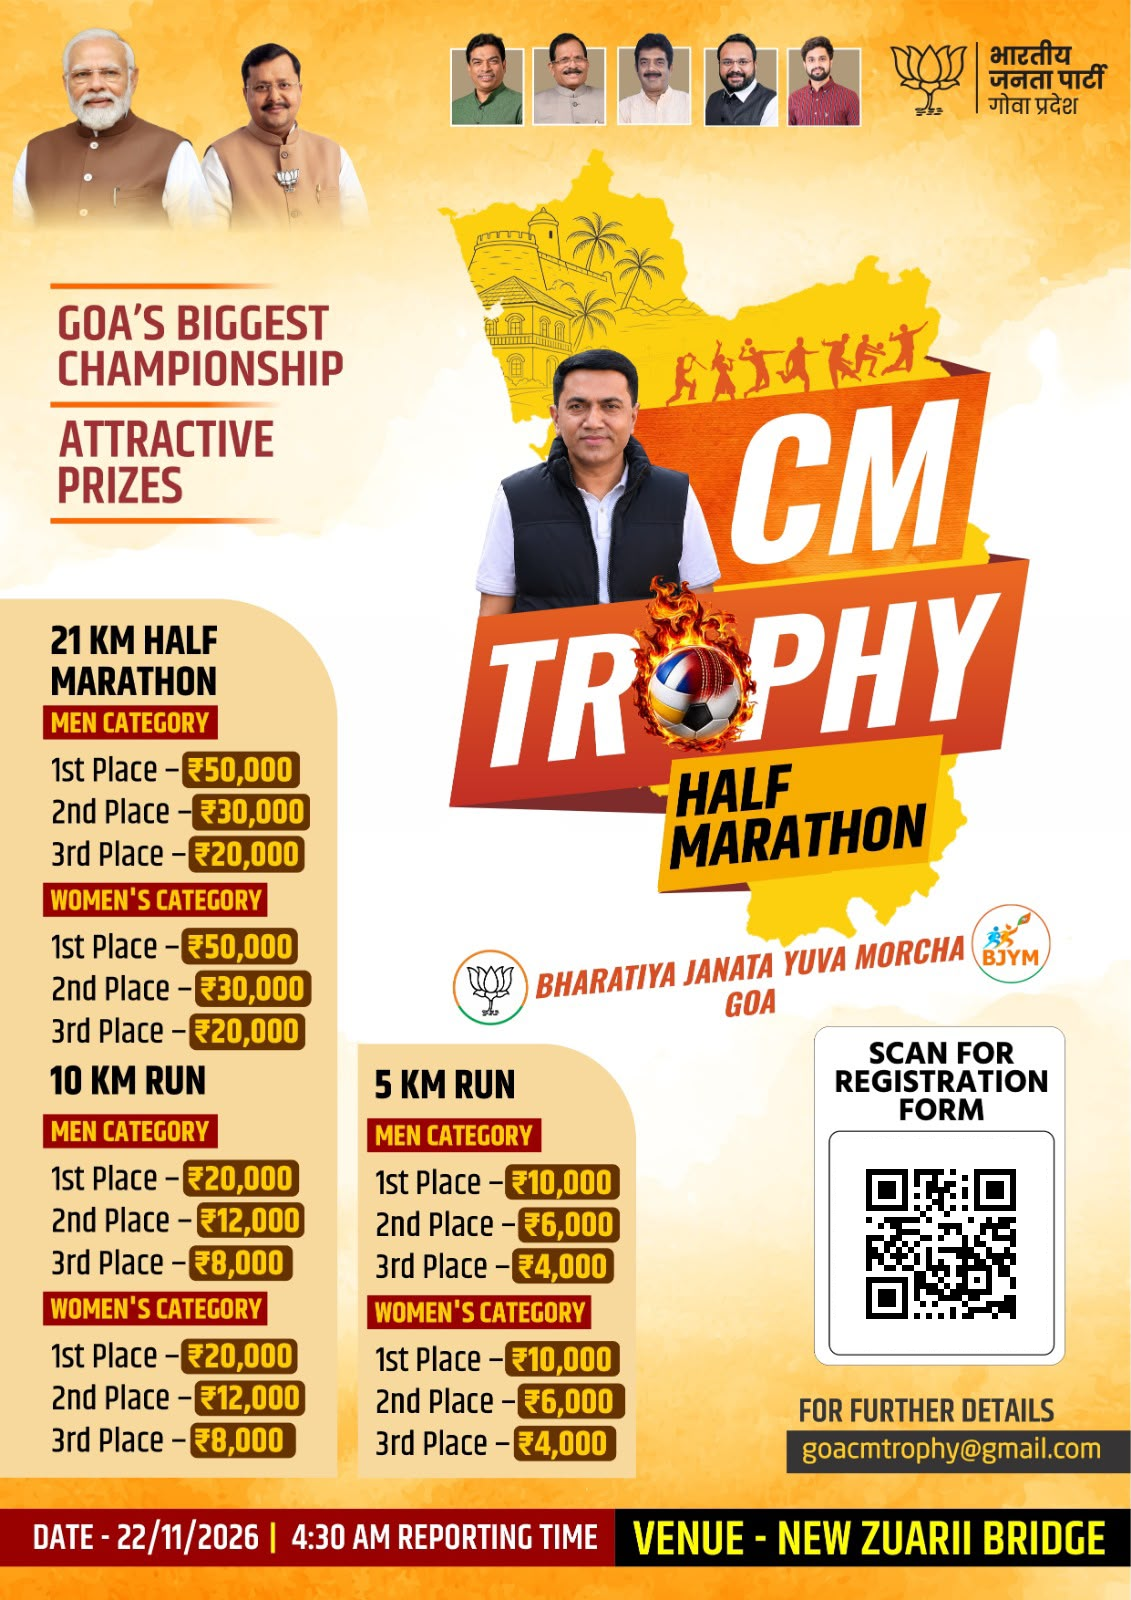 भारतीय
जनता पार्टी
गोवा प्रदेश
GOA'S BIGGEST
CHAMPIONSHIP
ATTRACTIVE
PRIZES
CM
TROPHY
HALF
MARATHON
BHARATIYA JANATA YUVA MORCHA
GOA
BJYM
21 KM HALF
MARATHON
MEN CATEGORY
1st Place – ₹50,000
2nd Place – ₹30,000
3rd Place – ₹20,000
WOMEN'S CATEGORY
1st Place – ₹50,000
2nd Place – ₹30,000
3rd Place – ₹20,000
10 KM RUN
MEN CATEGORY
1st Place – ₹20,000
2nd Place – ₹12,000
3rd Place – ₹8,000
WOMEN'S CATEGORY
1st Place – ₹20,000
2nd Place – ₹12,000
3rd Place – ₹8,000
5 KM RUN
MEN CATEGORY
1st Place – ₹10,000
2nd Place – ₹6,000
3rd Place – ₹4,000
WOMEN'S CATEGORY
1st Place – ₹10,000
2nd Place – ₹6,000
3rd Place – ₹4,000
SCAN FOR
REGISTRATION
FORM
FOR FURTHER DETAILS
goacmtrophy@gmail.com
DATE - 22/11/2026 | 4:30 AM REPORTING TIME
VENUE - NEW ZUARII BRIDGE